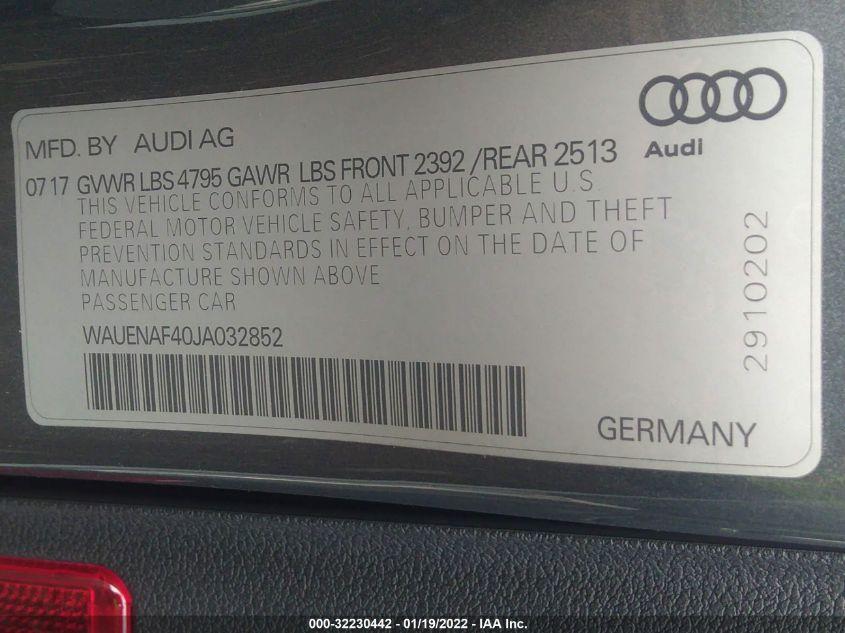 MFD. BY AUDI AG
Audi
07 17 GVWR LBS 4795 GAWR LBS FRONT 2392 /REAR 2513
THIS VEHICLE CONFORMS TO ALL APPLICABLE U.S.
FEDERAL MOTOR VEHICLE SAFETY, BUMPER AND THEFT
PREVENTION STANDARDS IN EFFECT ON THE DATE OF
MANUFACTURE SHOWN ABOVE
PASSENGER CAR
WAUENAF40JA032852
GERMANY
2910202
000-32230442 - 01/19/2022 - IAA Inc.